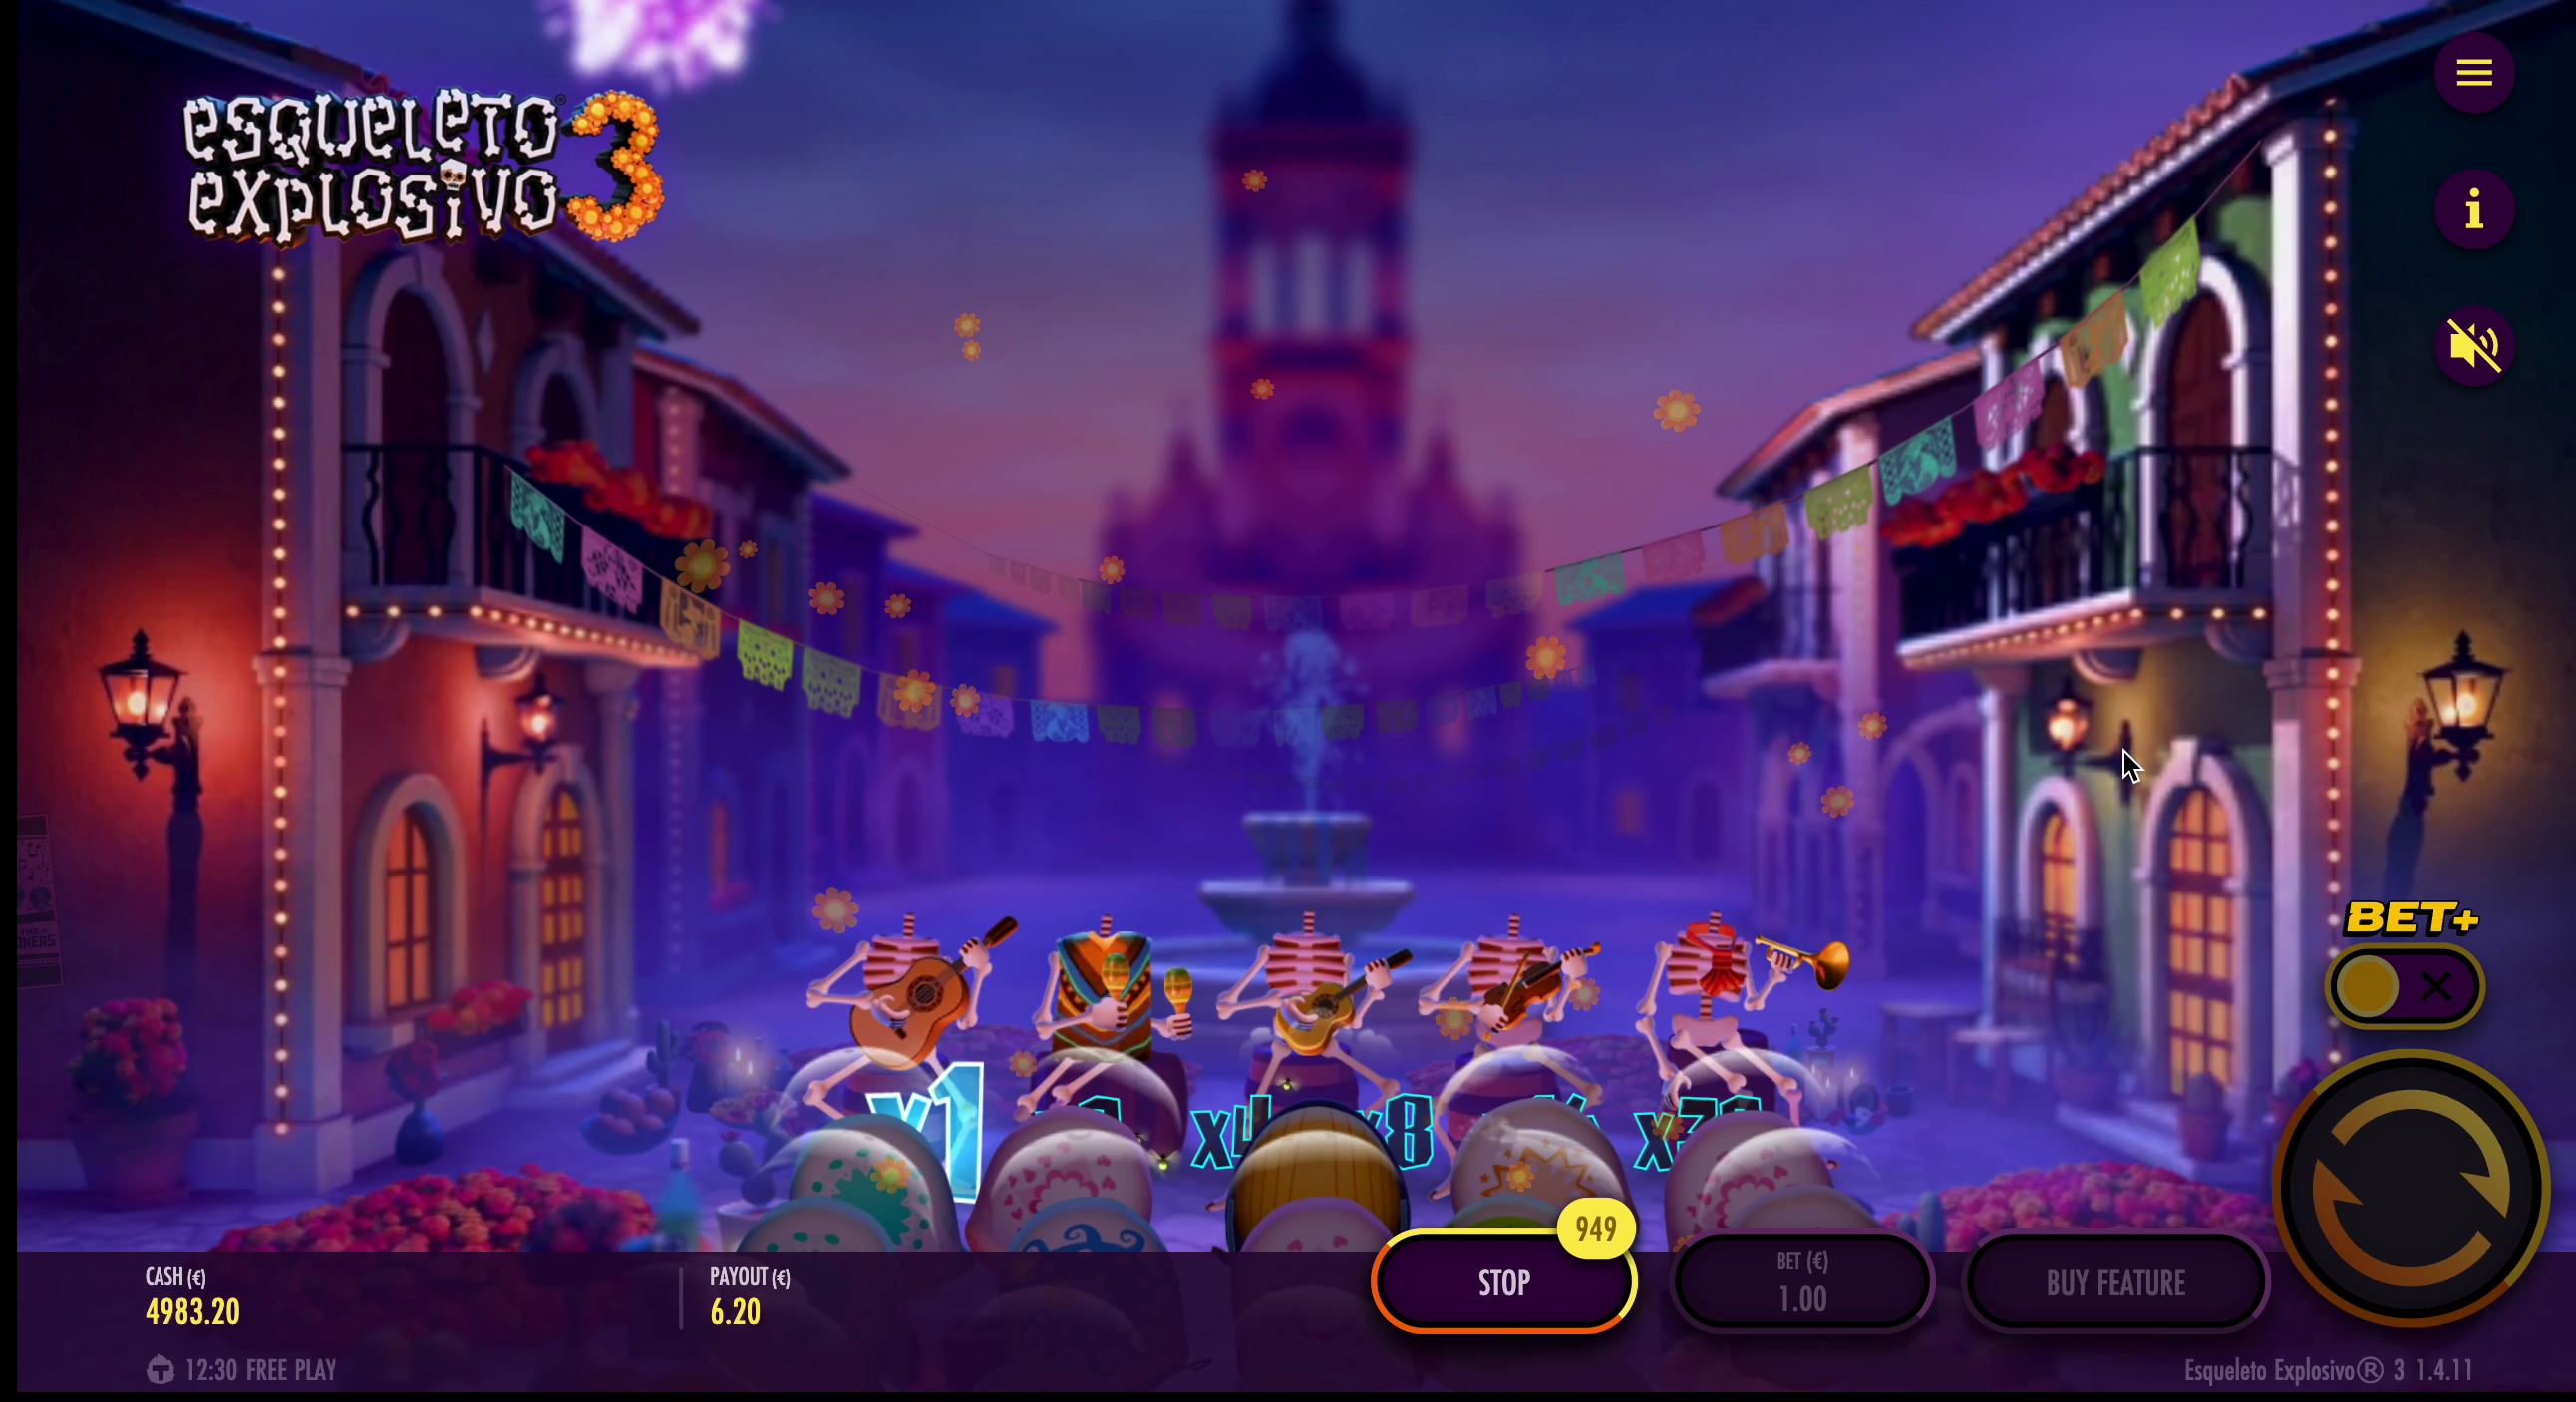 esqueleto
explosivo 3
BET+
x1
x4
x8
949
CASH (€)
4983.20
PAYOUT (€)
6.20
STOP
BET (€)
1.00
BUY FEATURE
12:30 FREE PLAY
Esqueleto Explosivo® 3 1.4.11